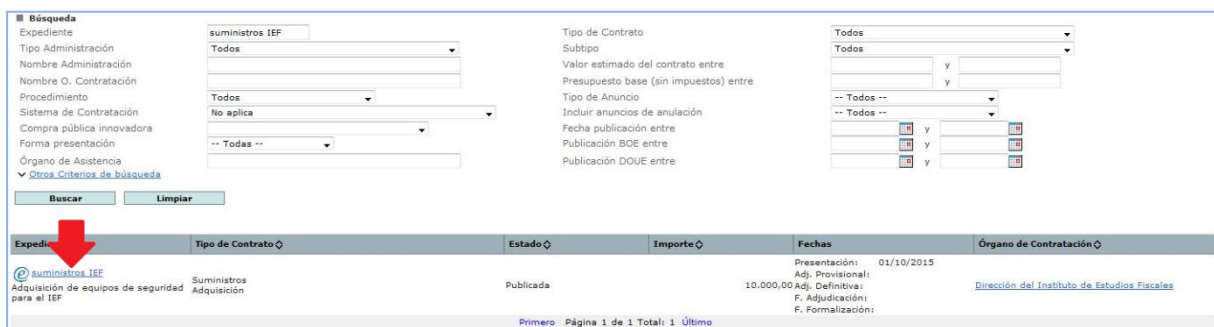 Búsqueda
Expediente suministros IEF Tipo de Contrato Todos
Tipo Administración Todos Subtipo Todos
Nombre Administración Valor estimado del contrato entre y
Nombre O. Contratación Presupuesto base (sin impuestos) entre y
Procedimiento Todos Tipo de Anuncio -- Todos --
Sistema de Contratación No aplica Incluir anuncios de anulación -- Todos --
Compra pública innovadora Fecha publicación entre y
Forma presentación -- Todas -- Publicación BOE entre y
Órgano de Asistencia Publicación DOUE entre y
Otros Criterios de búsqueda
Buscar Limpiar
Expedi Tipo de Contrato Estado Importe Fechas Órgano de Contratación
suministros IEF
Adquisición de equipos de seguridad
para el IEF
Suministros
Adquisición
Publicada
10.000,00
Presentación: 01/10/2015
Adj. Provisional:
Adj. Definitiva:
F. Adjudicación:
F. Formalización:
Dirección del Instituto de Estudios Fiscales
Primero Página 1 de 1 Total: 1 Último